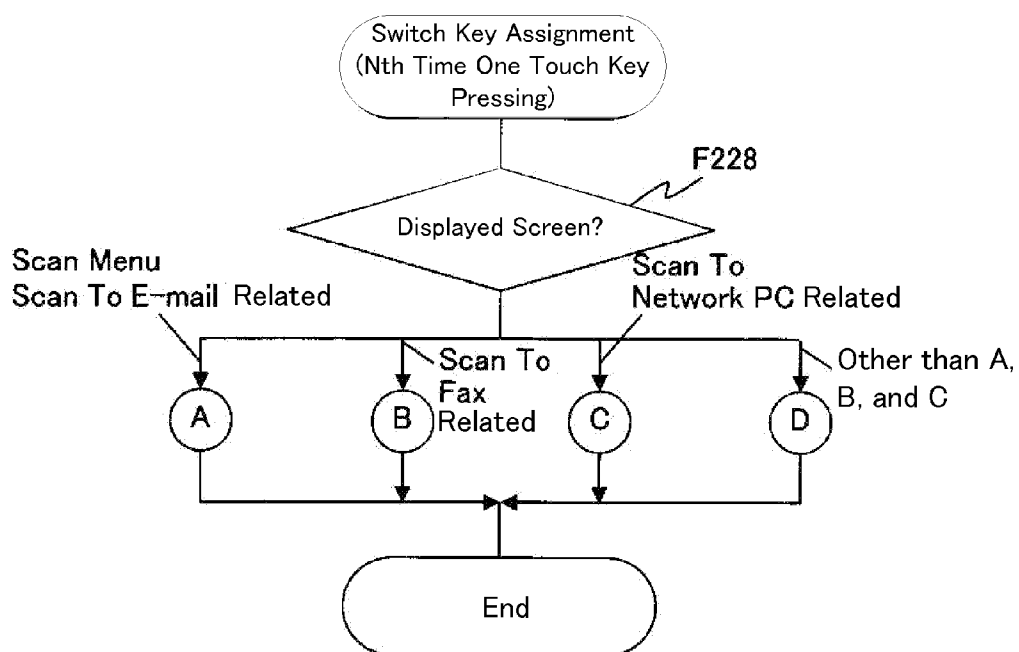 Switch Key Assignment
(Nth Time One Touch Key
Pressing)
F228
Displayed Screen?
Scan Menu
Scan To E-mail Related
Scan To
Network PC Related
Scan To
Fax
Related
Other than A,
B, and C
A
B
C
D
End